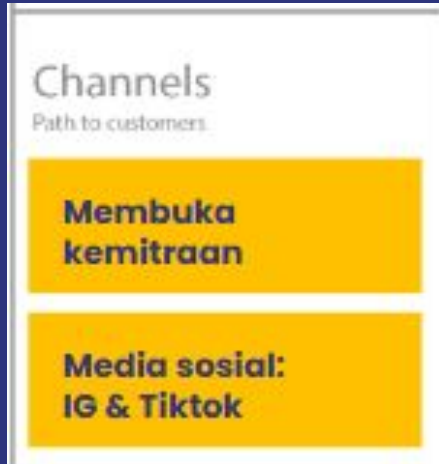 Channels
Path to customers
Membuka
kemitraan
Media sosial:
IG & Tiktok